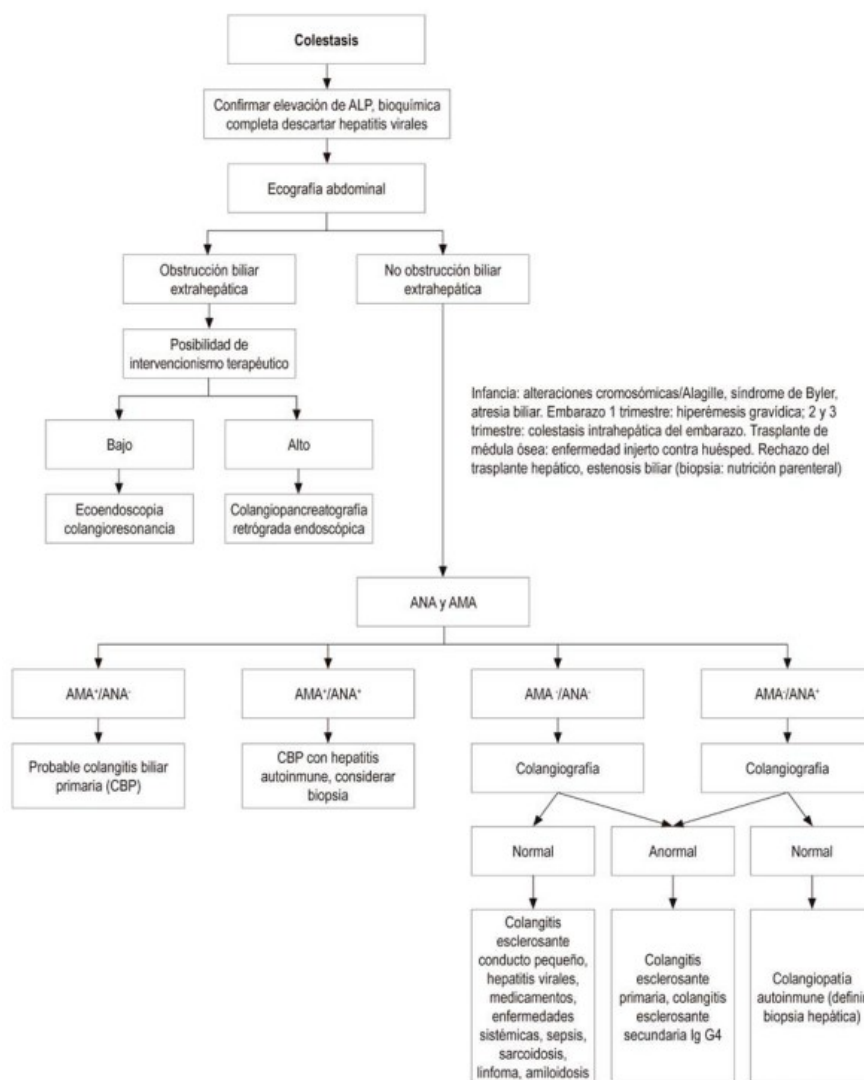 Colestasis
Confirmar elevación de ALP, bioquímica
completa descartar hepatitis virales
Ecografía abdominal
Obstrucción biliar
extrahepática
No obstrucción biliar
extrahepática
Posibilidad de
intervencionismo terapéutico
Infancia: alteraciones cromosómicas/Alagille, síndrome de Byler,
atresia biliar. Embarazo 1 trimestre: hiperémesis gravídica; 2 y 3
trimestre: colestasis intrahepática del embarazo. Trasplante de
médula ósea: enfermedad injerto contra huésped. Rechazo del
trasplante hepático, estenosis biliar (biopsia: nutrición parenteral)
Bajo
Alto
Ecoendoscopia
colangioresonancia
Colangiopancreatografía
retrógrada endoscópica
ANA y AMA
AMA⁺/ANA⁻
AMA⁺/ANA⁺
AMA⁻/ANA⁻
AMA⁻/ANA⁺
Probable colangitis biliar
primaria (CBP)
CBP con hepatitis
autoinmune, considerar
biopsia
Colangiografía
Colangiografía
Normal
Anormal
Normal
Colangitis
esclerosante
conducto pequeño,
hepatitis virales,
medicamentos,
enfermedades
sistémicas, sepsis,
sarcoidosis,
linfoma, amiloidosis
Colangitis
esclerosante
primaria, colangitis
esclerosante
secundaria Ig G4
Colangiopatía
autoinmune (definir
biopsia hepática)